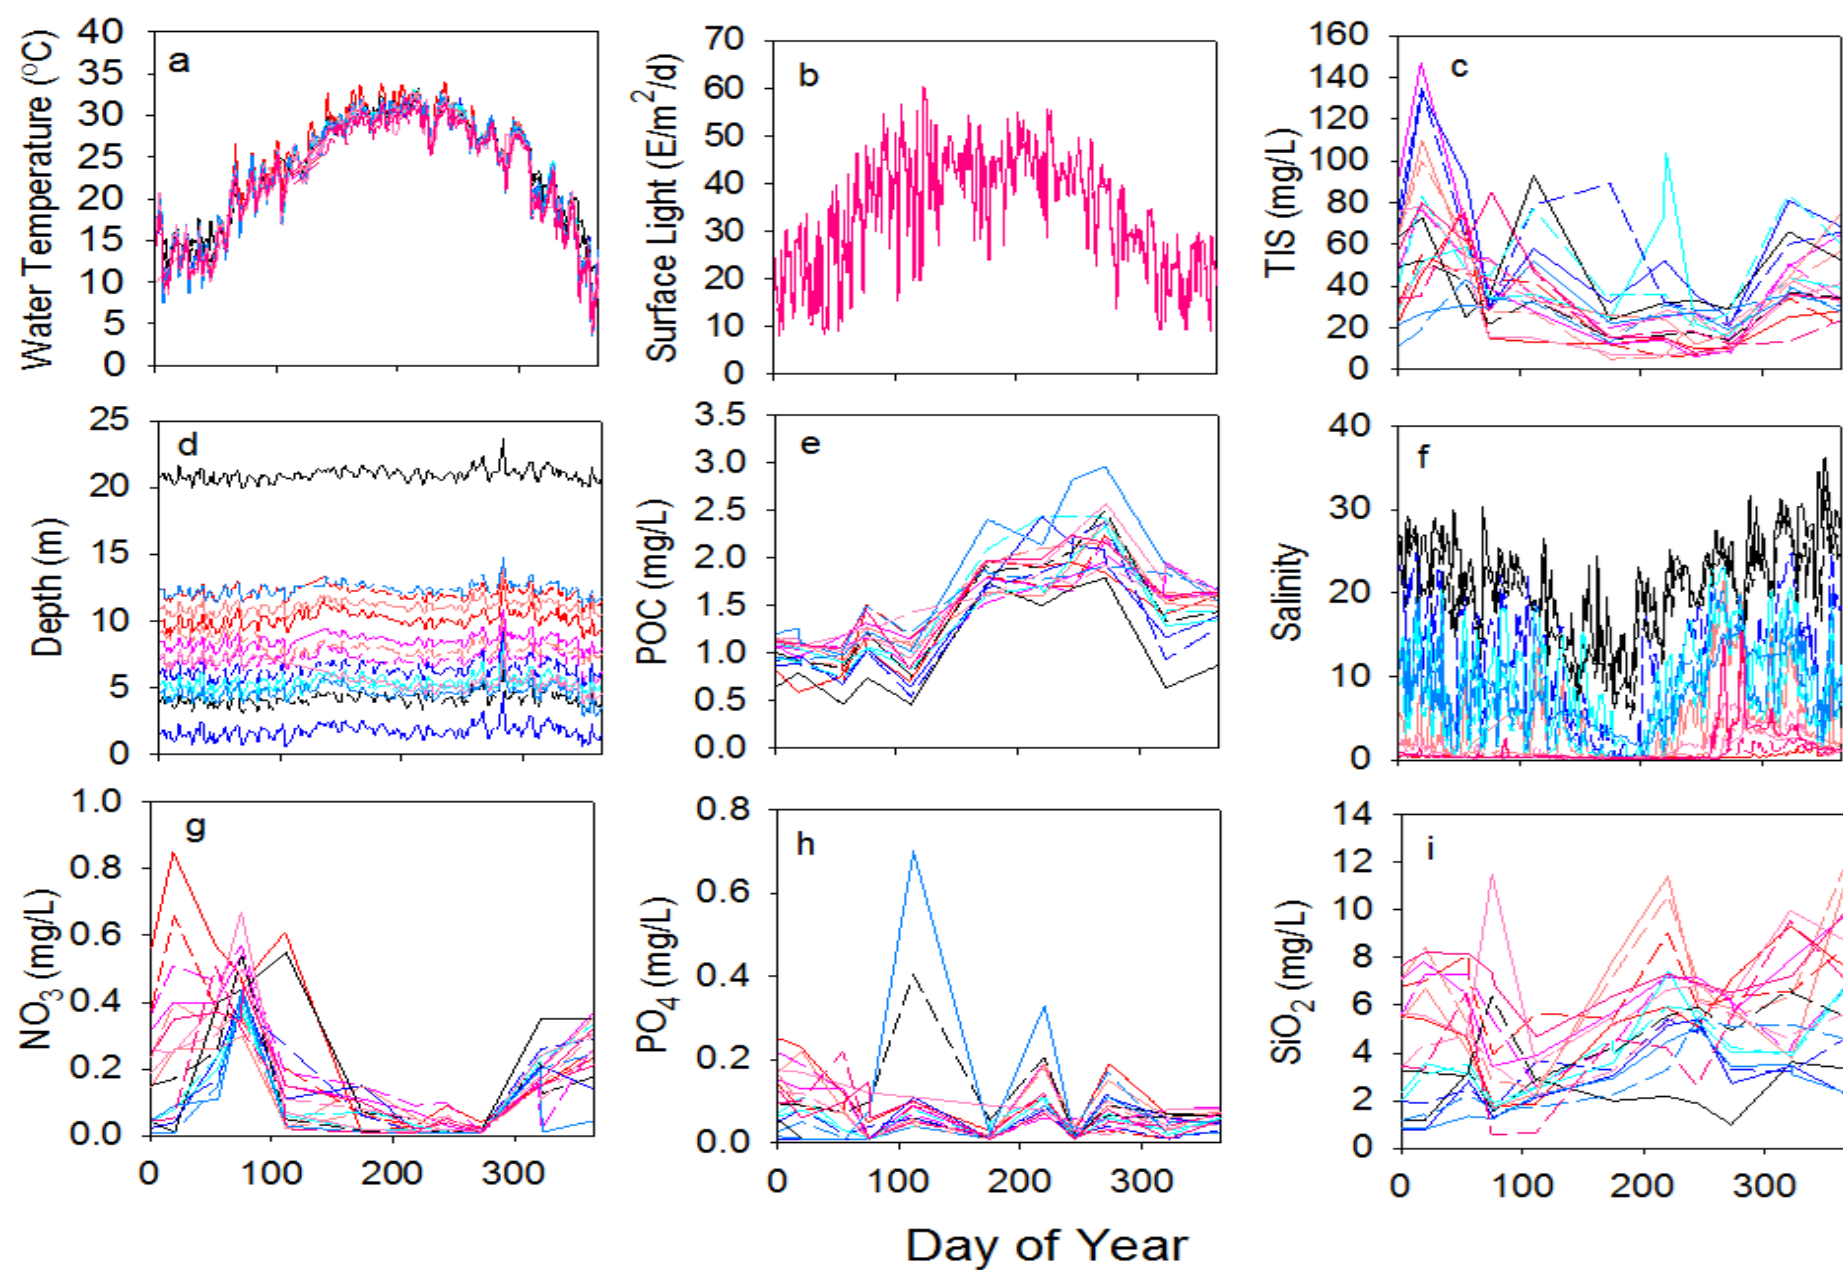 a
Water Temperature (⁰C)
40
35
30
25
20
15
10
5
0
b
Surface Light (E/m²/d)
70
60
50
40
30
20
10
0
c
TIS (mg/L)
160
140
120
100
80
60
40
20
0
d
Depth (m)
25
20
15
10
5
0
e
POC (mg/L)
3.5
3.0
2.5
2.0
1.5
1.0
0.5
0.0
f
Salinity
40
30
20
10
0
g
NO₃ (mg/L)
1.0
0.8
0.6
0.4
0.2
0.0
0 100 200 300
h
PO₄ (mg/L)
0.8
0.6
0.4
0.2
0.0
0 100 200 300
i
SiO₂ (mg/L)
14
12
10
8
6
4
2
0
0 100 200 300
Day of Year